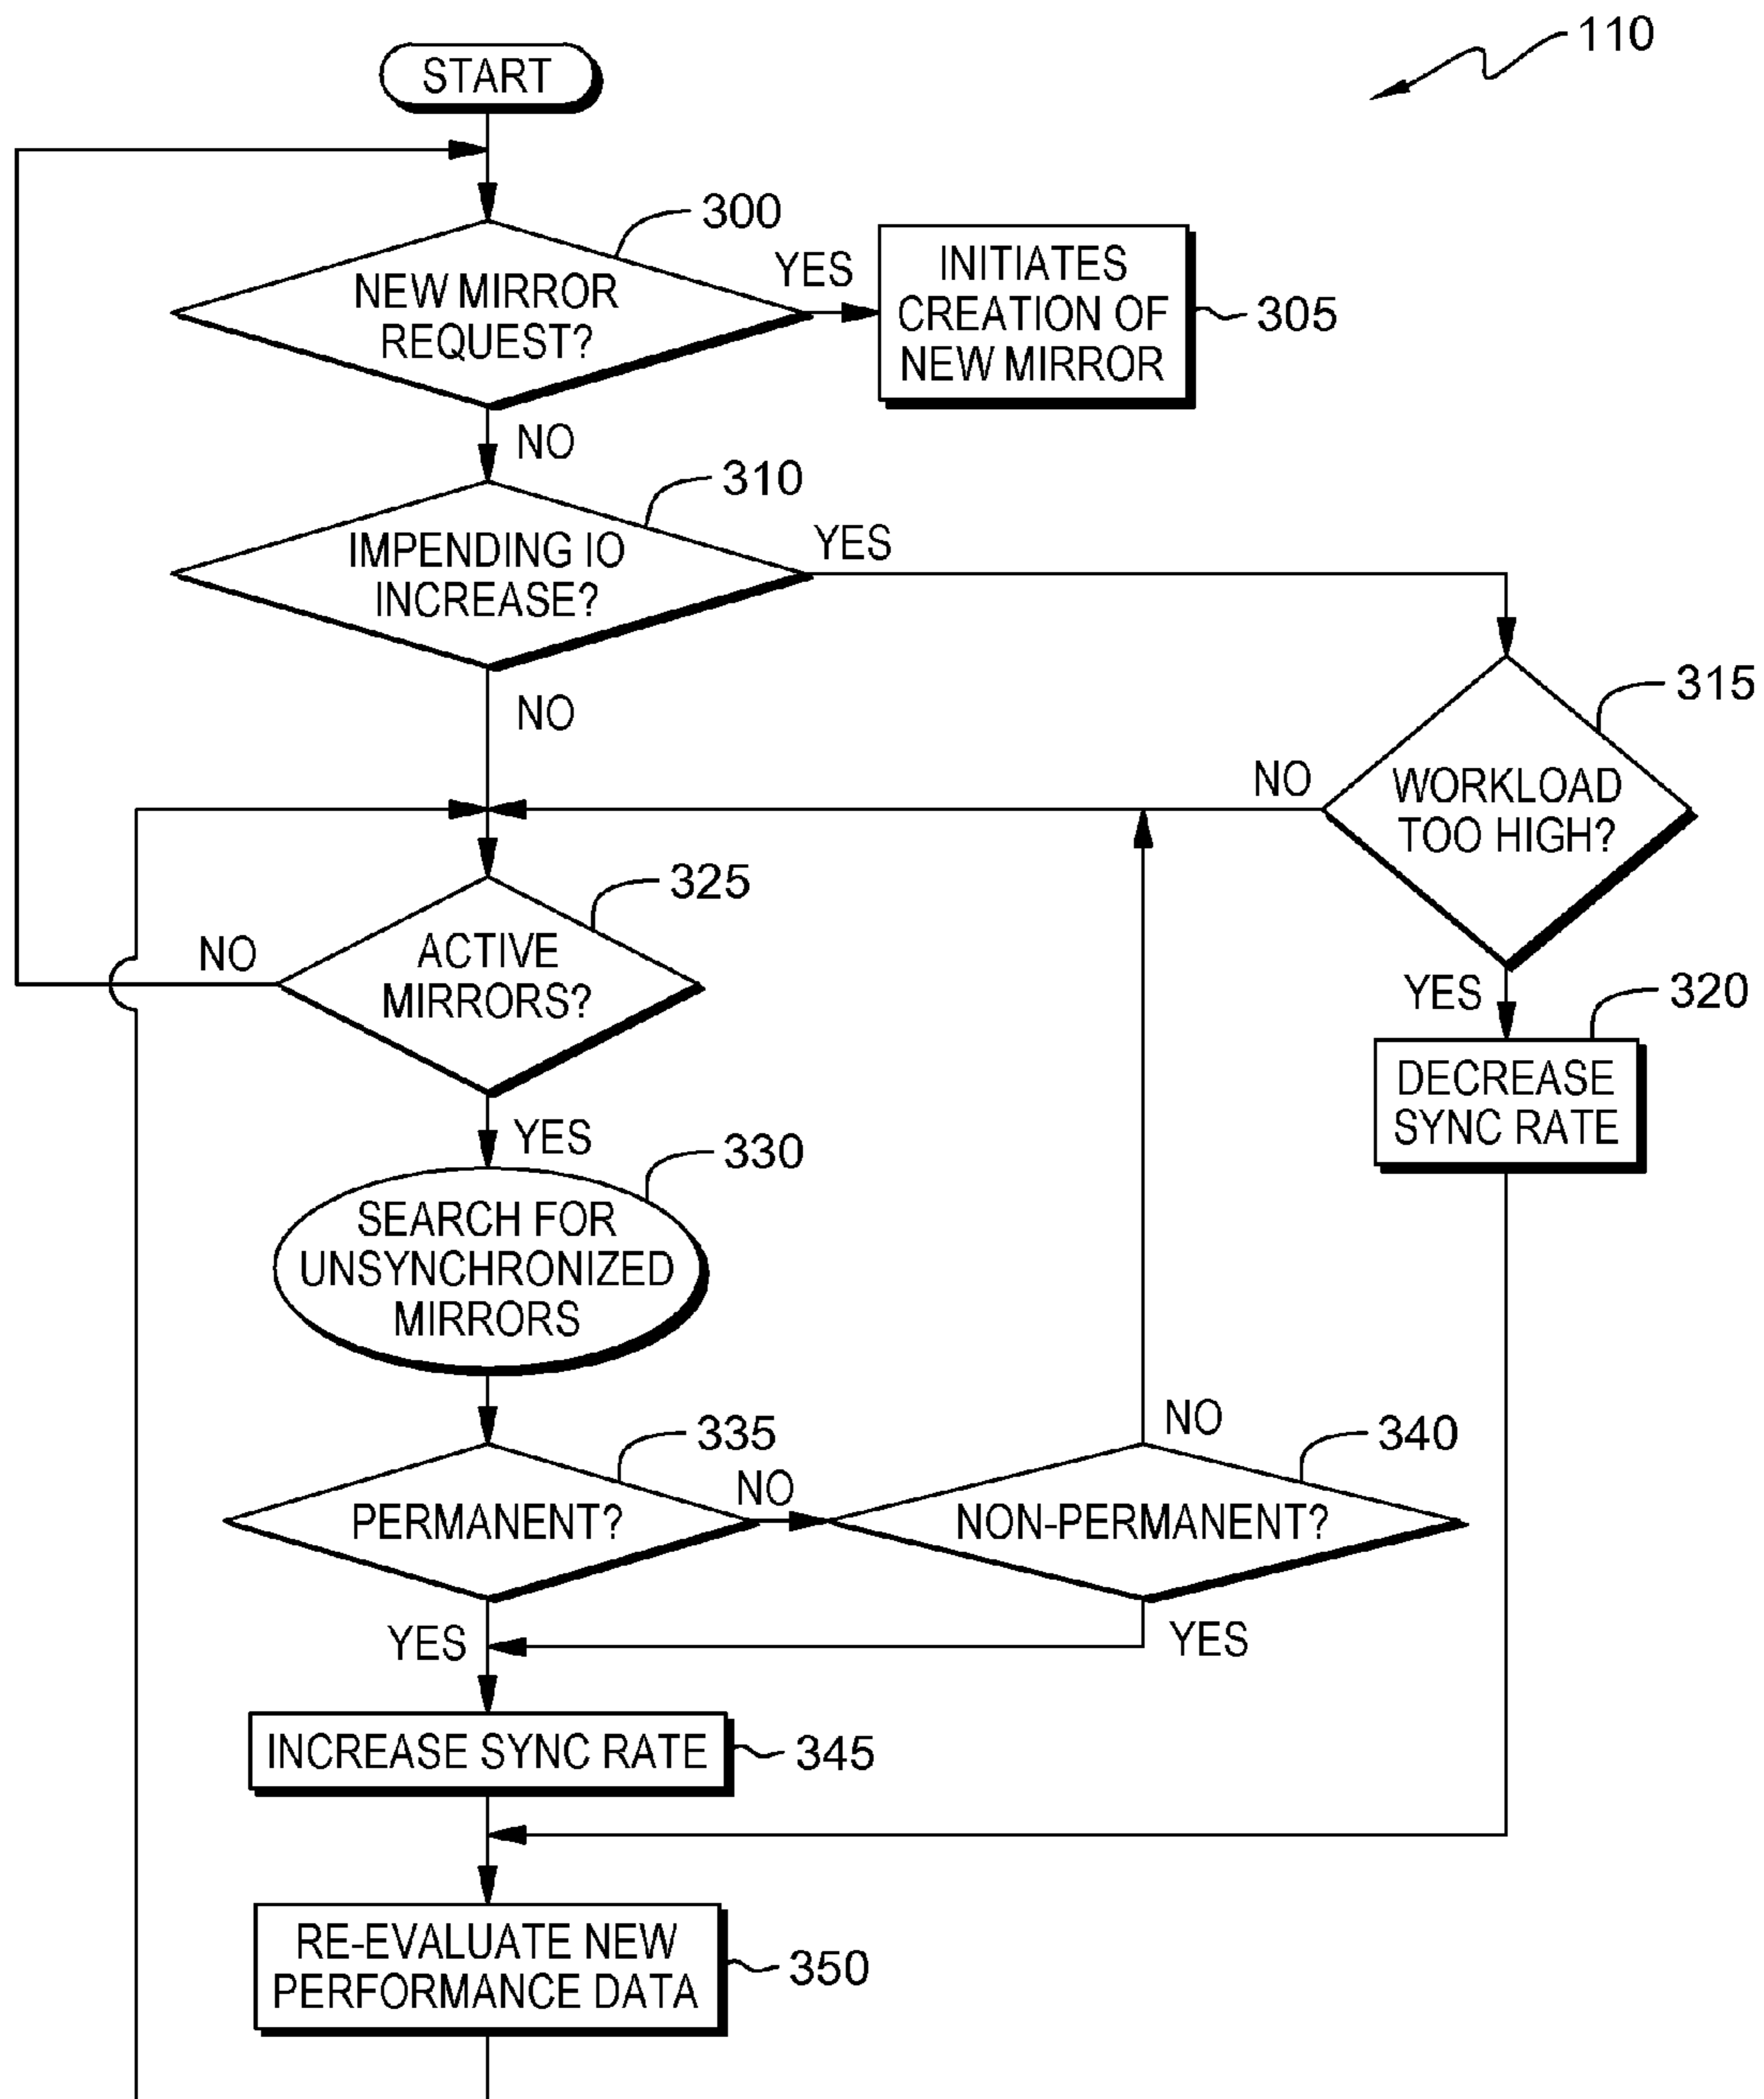 110
START
300
NEW MIRROR
REQUEST?
YES
INITIATES
CREATION OF
NEW MIRROR
305
NO
310
IMPENDING IO
INCREASE?
YES
NO
315
WORKLOAD
TOO HIGH?
NO
YES
320
DECREASE
SYNC RATE
325
ACTIVE
MIRRORS?
NO
YES
330
SEARCH FOR
UNSYNCHRONIZED
MIRRORS
335
PERMANENT?
NO
340
NON-PERMANENT?
NO
YES
YES
INCREASE SYNC RATE
345
RE-EVALUATE NEW
PERFORMANCE DATA
350